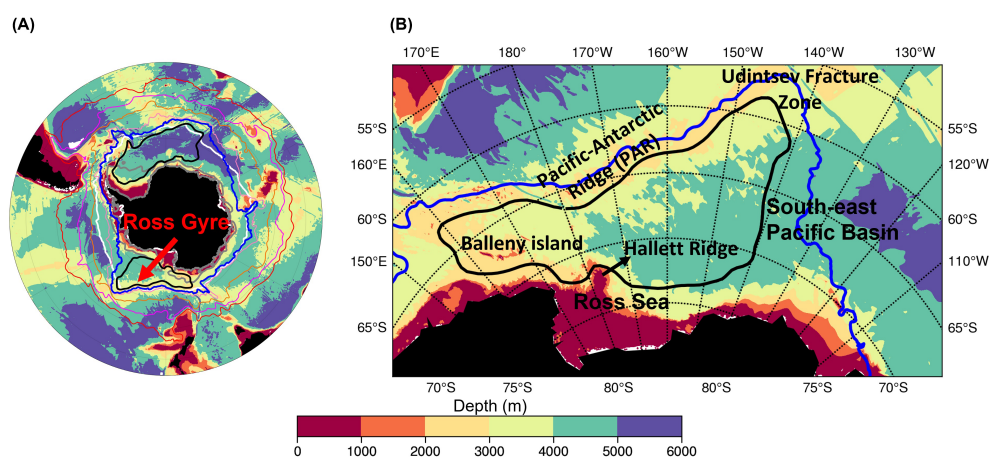 (A)
(B)
Ross Gyre
170°E 180° 170°W 160°W 150°W 140°W 130°W
Udintsev Fracture
Zone
Pacific-Antarctic
Ridge (PAR)
55°S
160°E
60°S
150°E
65°S
55°S
120°W
60°S
110°W
65°S
South-east
Pacific Basin
Balleny island
Hallett Ridge
Ross Sea
70°S 75°S 80°S 80°S 75°S 70°S
Depth (m)
0 1000 2000 3000 4000 5000 6000